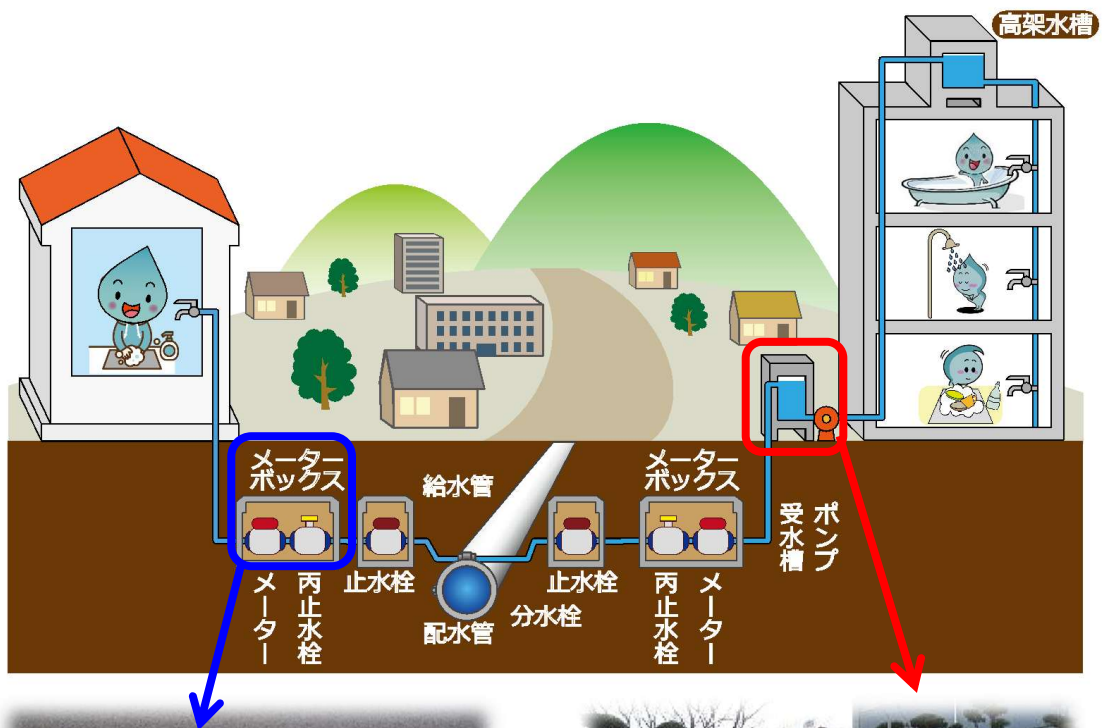 高架水槽
メーター
ボックス
給水管
メーター
ボックス
受水槽
ポンプ
メーター
丙止水栓
止水栓
配水管
分水栓
止水栓
丙止水栓
メーター